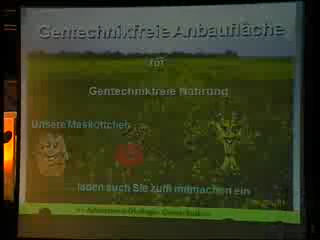 Gentechnikfreie Anbaufläche
für
Gentechnikfreie Nahrung
Unsere Maskottchen
laden auch Sie zum mitmachen ein